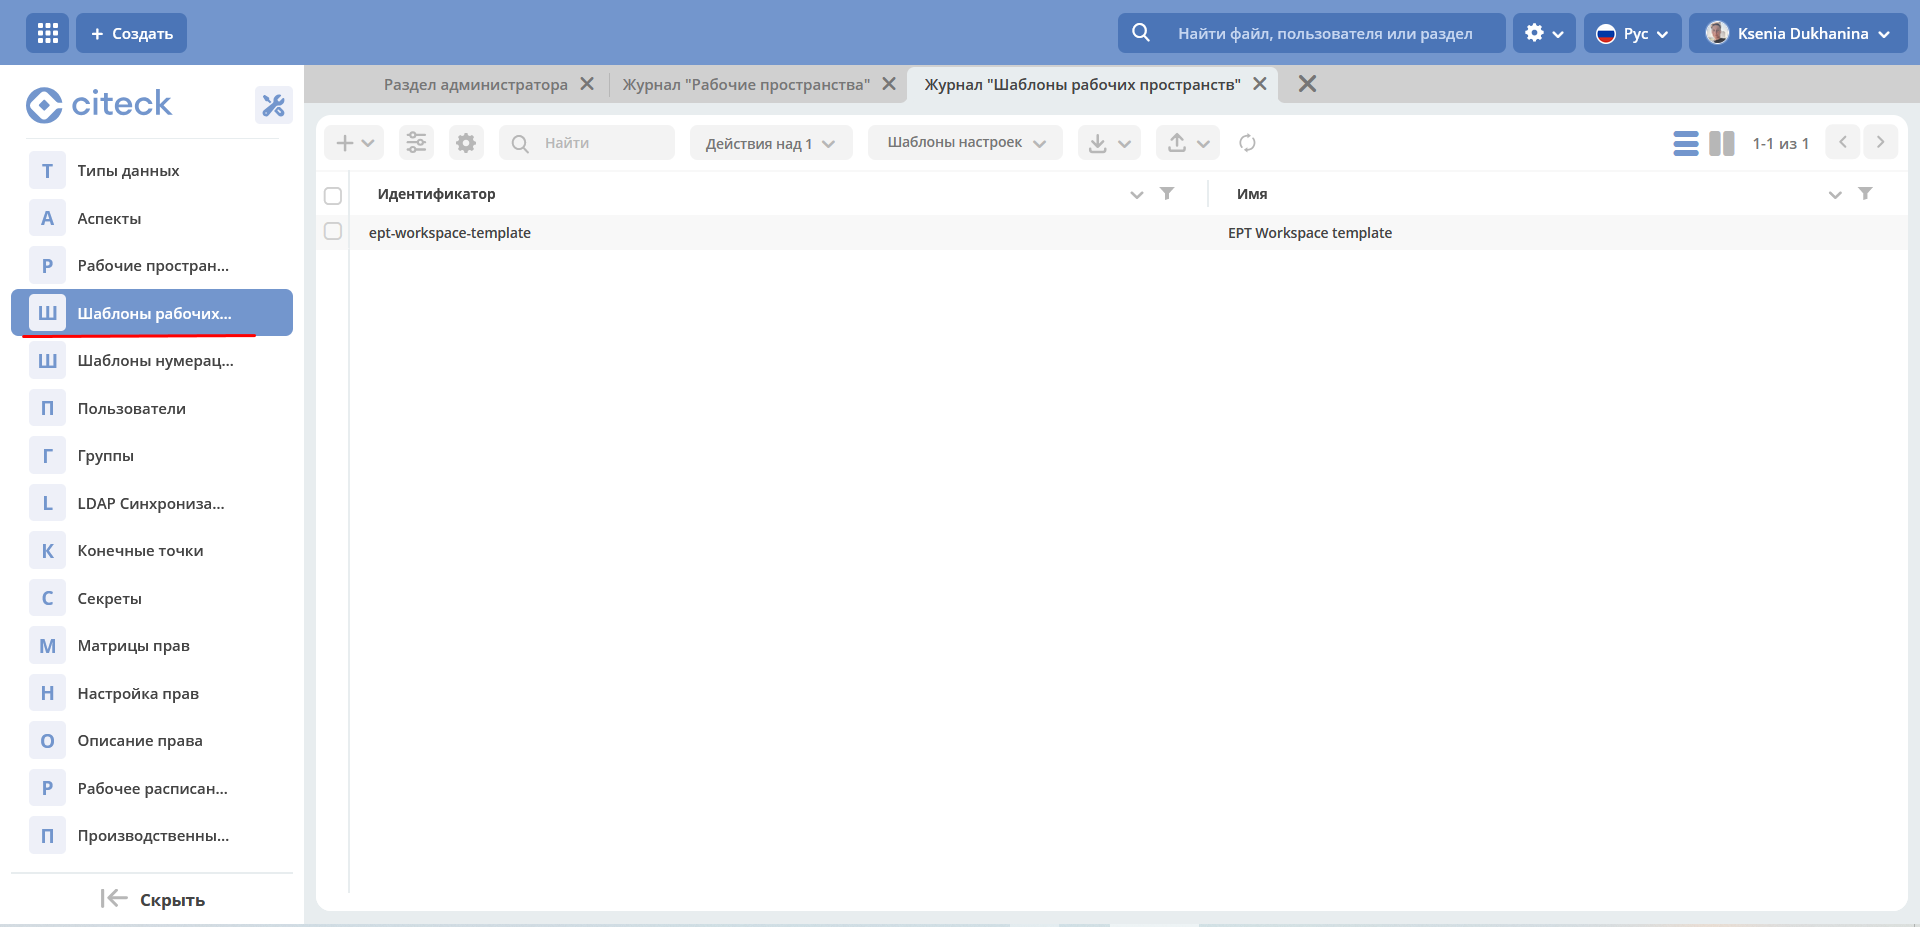 + Создать
Найти файл, пользователя или раздел
Рус
Ksenia Dukhanina
citeck
Раздел администратора
Журнал "Рабочие пространства"
Журнал "Шаблоны рабочих пространств"
Найти
Действия над 1
Шаблоны настроек
1-1 из 1
Идентификатор
Имя
ept-workspace-template
EPT Workspace template
Т Типы данных
А Аспекты
Р Рабочие простран...
Ш Шаблоны рабочих...
Ш Шаблоны нумерац...
П Пользователи
Г Группы
L LDAP Синхрониза...
К Конечные точки
С Секреты
М Матрицы прав
Н Настройка прав
О Описание права
Р Рабочее расписан...
П Производственны...
Скрыть